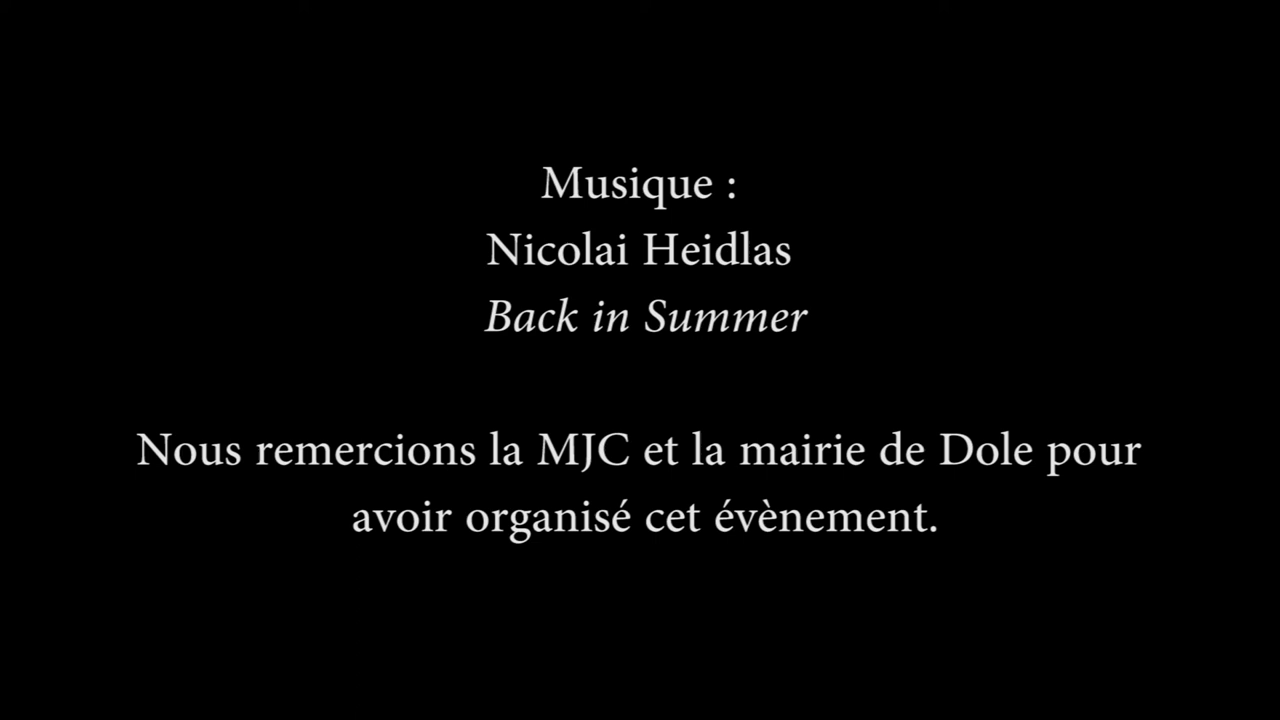 Musique :
Nicolai Heidlas
Back in Summer
Nous remercions la MJC et la mairie de Dole pour
avoir organisé cet évènement.